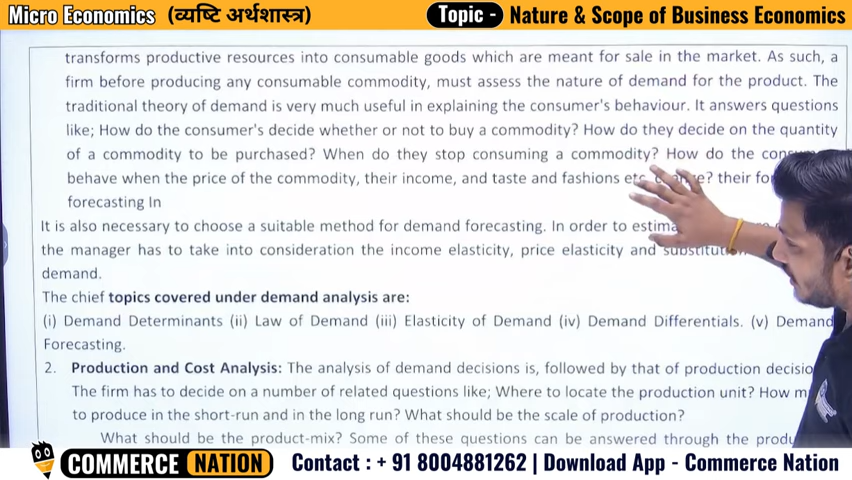 Micro Economics (व्यष्टि अर्थशास्त्र)
Topic - Nature & Scope of Business Economics
transforms productive resources into consumable goods which are meant for sale in the market. As such, a
firm before producing any consumable commodity, must assess the nature of demand for the product. The
traditional theory of demand is very much useful in explaining the consumer's behaviour. It answers questions
like; How do the consumer's decide whether or not to buy a commodity? How do they decide on the quantity
of a commodity to be purchased? When do they stop consuming a commodity? How do the
behave when the price of the commodity, their income, and taste and fashions etc. their
forecasting In
It is also necessary to choose a suitable method for demand forecasting. In order to
the manager has to take into consideration the income elasticity, price elasticity and
demand.
The chief topics covered under demand analysis are:
(i) Demand Determinants (ii) Law of Demand (iii) Elasticity of Demand (iv) Demand Differentials. (v) Demand
Forecasting.
2. Production and Cost Analysis: The analysis of demand decisions is, followed by that of production
The firm has to decide on a number of related questions like; Where to locate the production unit? How
to produce in the short-run and in the long run? What should be the scale of production?
What should be the product-mix? Some of these questions can be answered through the
COMMERCE NATION
Contact : + 91 8004881262 | Download App - Commerce Nation